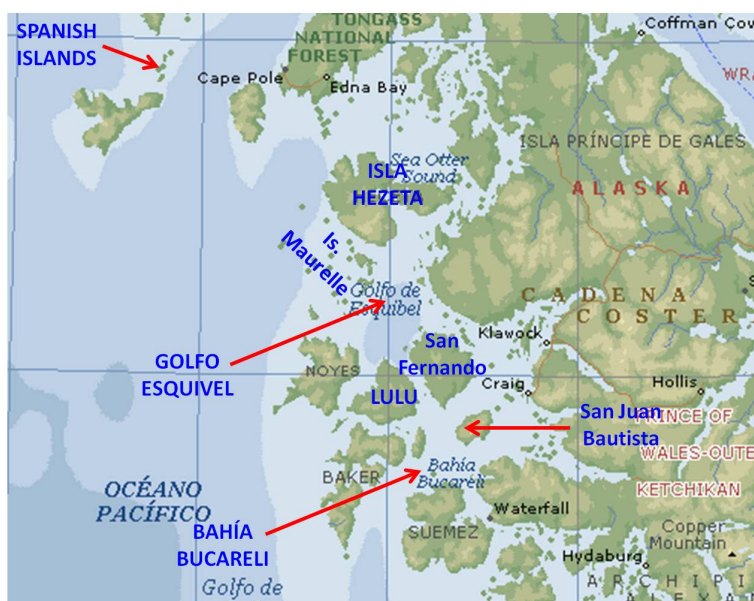 SPANISH
ISLANDS
TONGASS
NATIONAL
FOREST
Coffman Cov
WRA
Cape Pole
Edna Bay
ISLA PRÍNCIPE DE GALES
Sea Otter
Sound
ISLA
HEZETA
ALASKA
Is.
Maurelle
Golfo de
Esquibel
CADENA
COSTER
Klawock
San
Fernando
GOLFO
ESQUIVEL
NOYES
LULU
Craig
Hollis
San Juan
Bautista
PRINCE OF
WALES-OUTE
KETCHIKAN
Bahía
Bucareli
BAKER
OCÉANO
PACÍFICO
Waterfall
SUEMEZ
BAHÍA
BUCARELI
Copper
Mountain
Hydaburg
Golfo de
ARCHIPI
ALEX